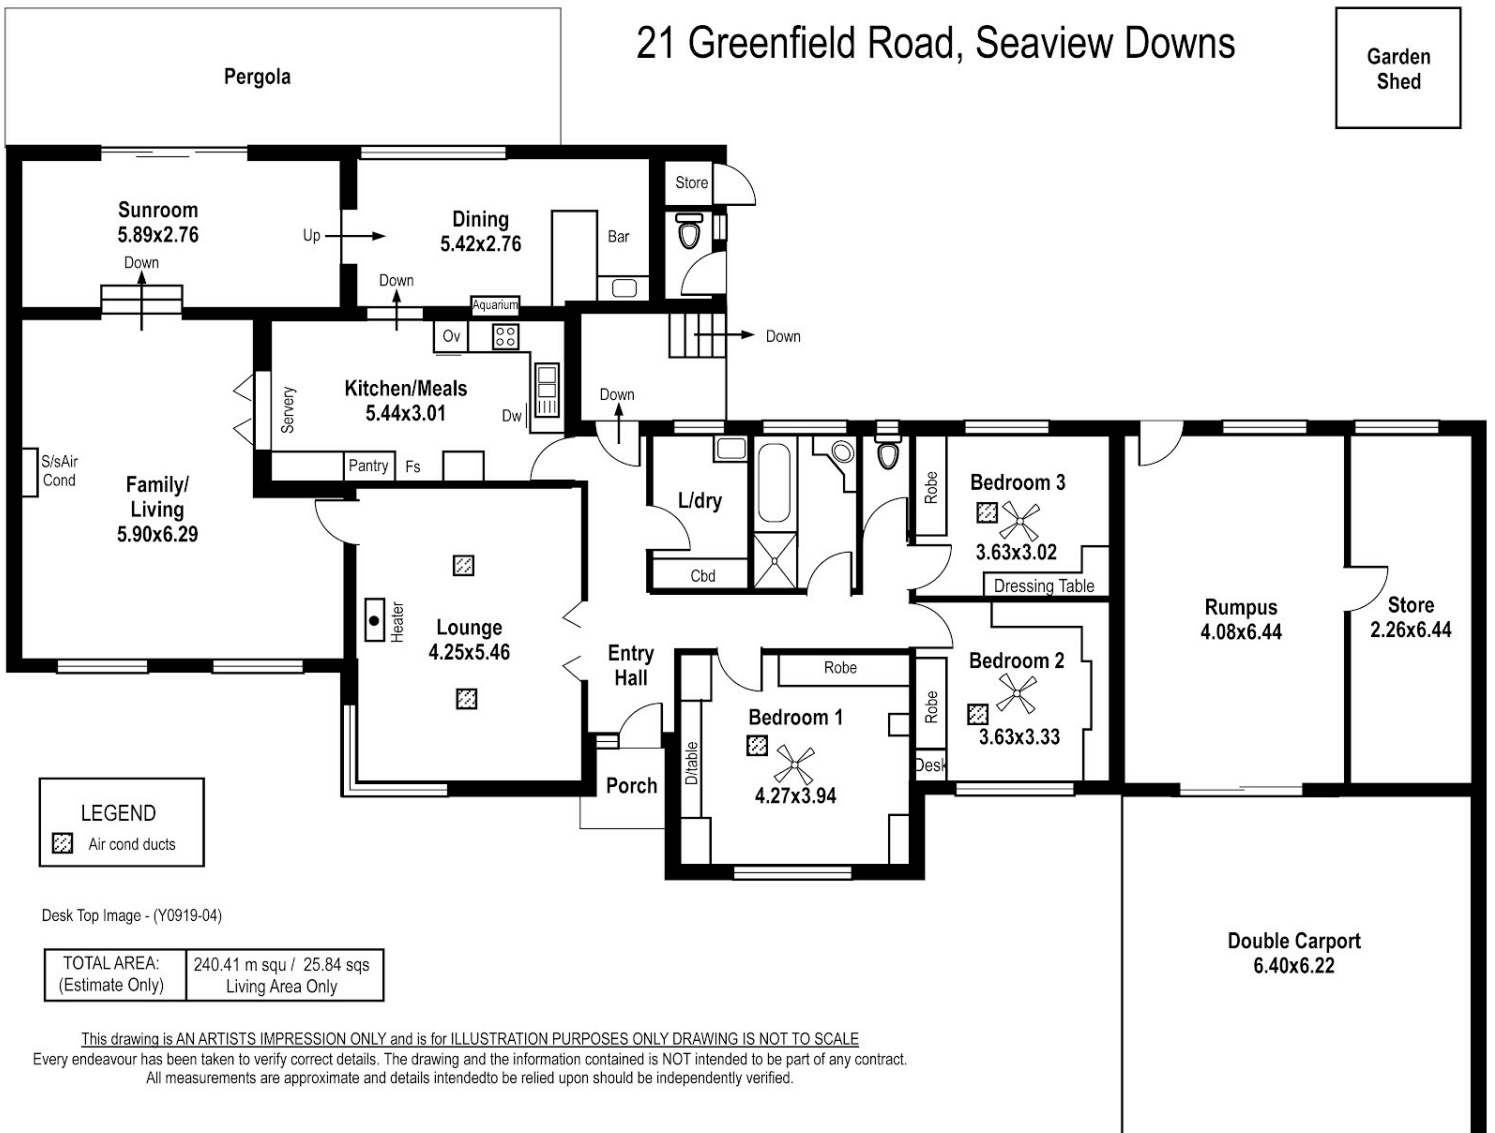 21 Greenfield Road, Seaview Downs
Garden
Shed
Pergola
Sunroom
5.89x2.76
Down
Up
Dining
5.42x2.76
Bar
Down
Aquarium
Store
Down
Down
Ov
Kitchen/Meals
5.44x3.01
Servery
Dw
Pantry
Fs
S/sAir
Cond
Family/
Living
5.90x6.29
L/dry
Cbd
Robe
Bedroom 3
3.63x3.02
Dressing Table
Rumpus
4.08x6.44
Store
2.26x6.44
Heater
Lounge
4.25x5.46
Entry
Hall
Robe
Bedroom 1
4.27x3.94
D/table
Bedroom 2
3.63x3.33
Robe
Desk
Porch
LEGEND
Air cond ducts
Desk Top Image - (Y0919-04)
TOTAL AREA:
(Estimate Only)
240.41 m squ / 25.84 sqs
Living Area Only
Double Carport
6.40x6.22
This drawing is AN ARTISTS IMPRESSION ONLY and is for ILLUSTRATION PURPOSES ONLY DRAWING IS NOT TO SCALE
Every endeavour has been taken to verify correct details. The drawing and the information contained is NOT intended to be part of any contract.
All measurements are approximate and details intendedto be relied upon should be independently verified.